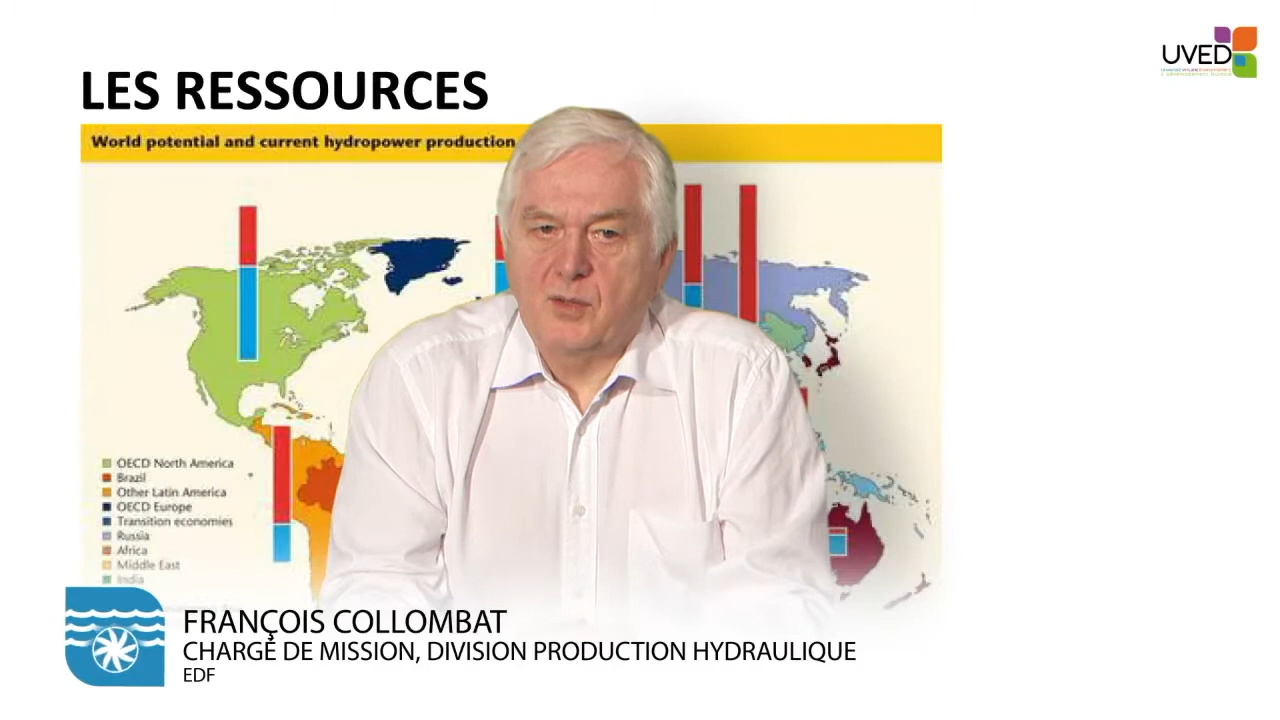 LES RESSOURCES
UVED
World potential and current hydropower production
OECD North America
Brazil
Other Latin America
OECD Europe
Transition economies
Russia
Africa
Middle East
India
FRANÇOIS COLLOMBAT
CHARGÉ DE MISSION, DIVISION PRODUCTION HYDRAULIQUE
EDF